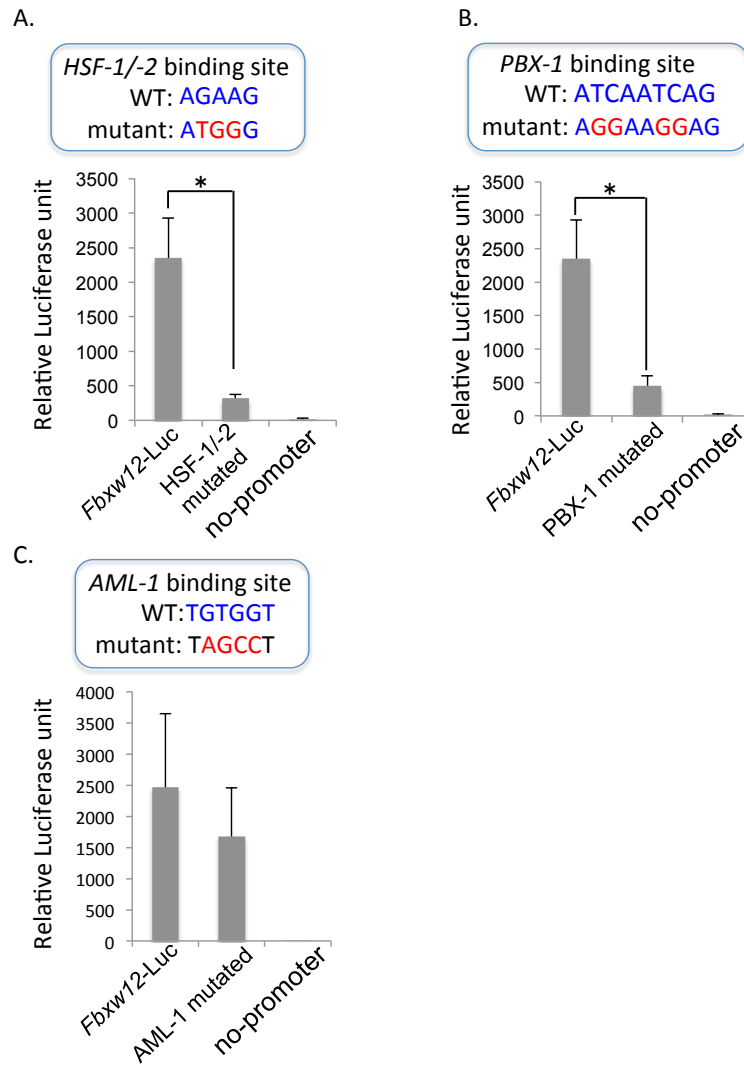 A.
HSF-1/-2 binding site
WT: AGAAG
mutant: ATGGG
Relative Luciferase unit
3500
3000
2500
2000
1500
1000
500
0
*
Fbxw12-Luc
HSF-1/-2
mutated
no-promoter
B.
PBX-1 binding site
WT: ATCAATCAG
mutant: AGGAAGGAG
Relative Luciferase unit
3500
3000
2500
2000
1500
1000
500
0
*
Fbxw12-Luc
PBX-1 mutated
no-promoter
C.
AML-1 binding site
WT:TGTGGT
mutant: TAGCCT
Relative Luciferase unit
4000
3500
3000
2500
2000
1500
1000
500
0
Fbxw12-Luc
AML-1 mutated
no-promoter